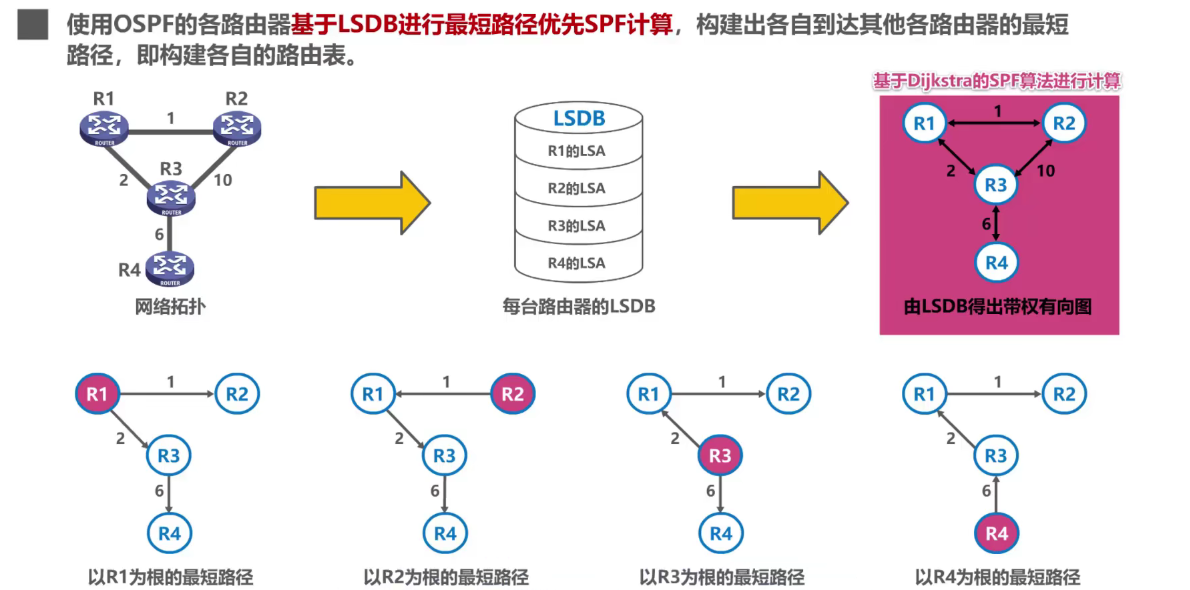 使用OSPF的各路由器基于LSDB进行最短路径优先SPF计算，构建出各自到达其他各路由器的最短
路径，即构建各自的路由表。
基于Dijkstra的SPF算法进行计算
R1
R2
1
ROUTER
ROUTER
2
R3
10
ROUTER
6
R4
ROUTER
网络拓扑
LSDB
R1的LSA
R2的LSA
R3的LSA
R4的LSA
每台路由器的LSDB
R1
1
R2
2
10
R3
6
R4
由LSDB得出带权有向图
R1
1
R2
2
R3
6
R4
以R1为根的最短路径
R1
1
R2
2
R3
6
R4
以R2为根的最短路径
R1
1
R2
2
R3
6
R4
以R3为根的最短路径
R1
1
R2
2
R3
6
R4
以R4为根的最短路径